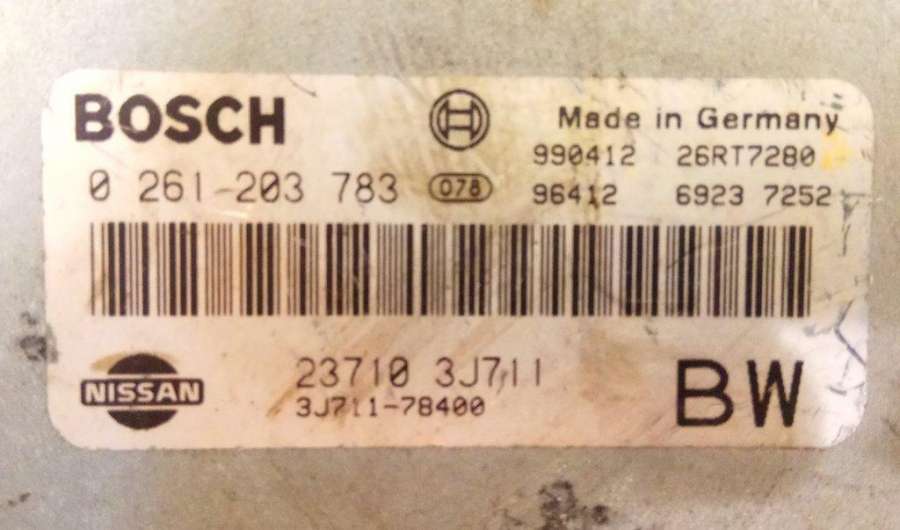 BOSCH
Made in Germany
990412 26RT7280
0 261 203 783 078
96412 6923 7252
NISSAN
23710 3J711
3J711-78400
BW